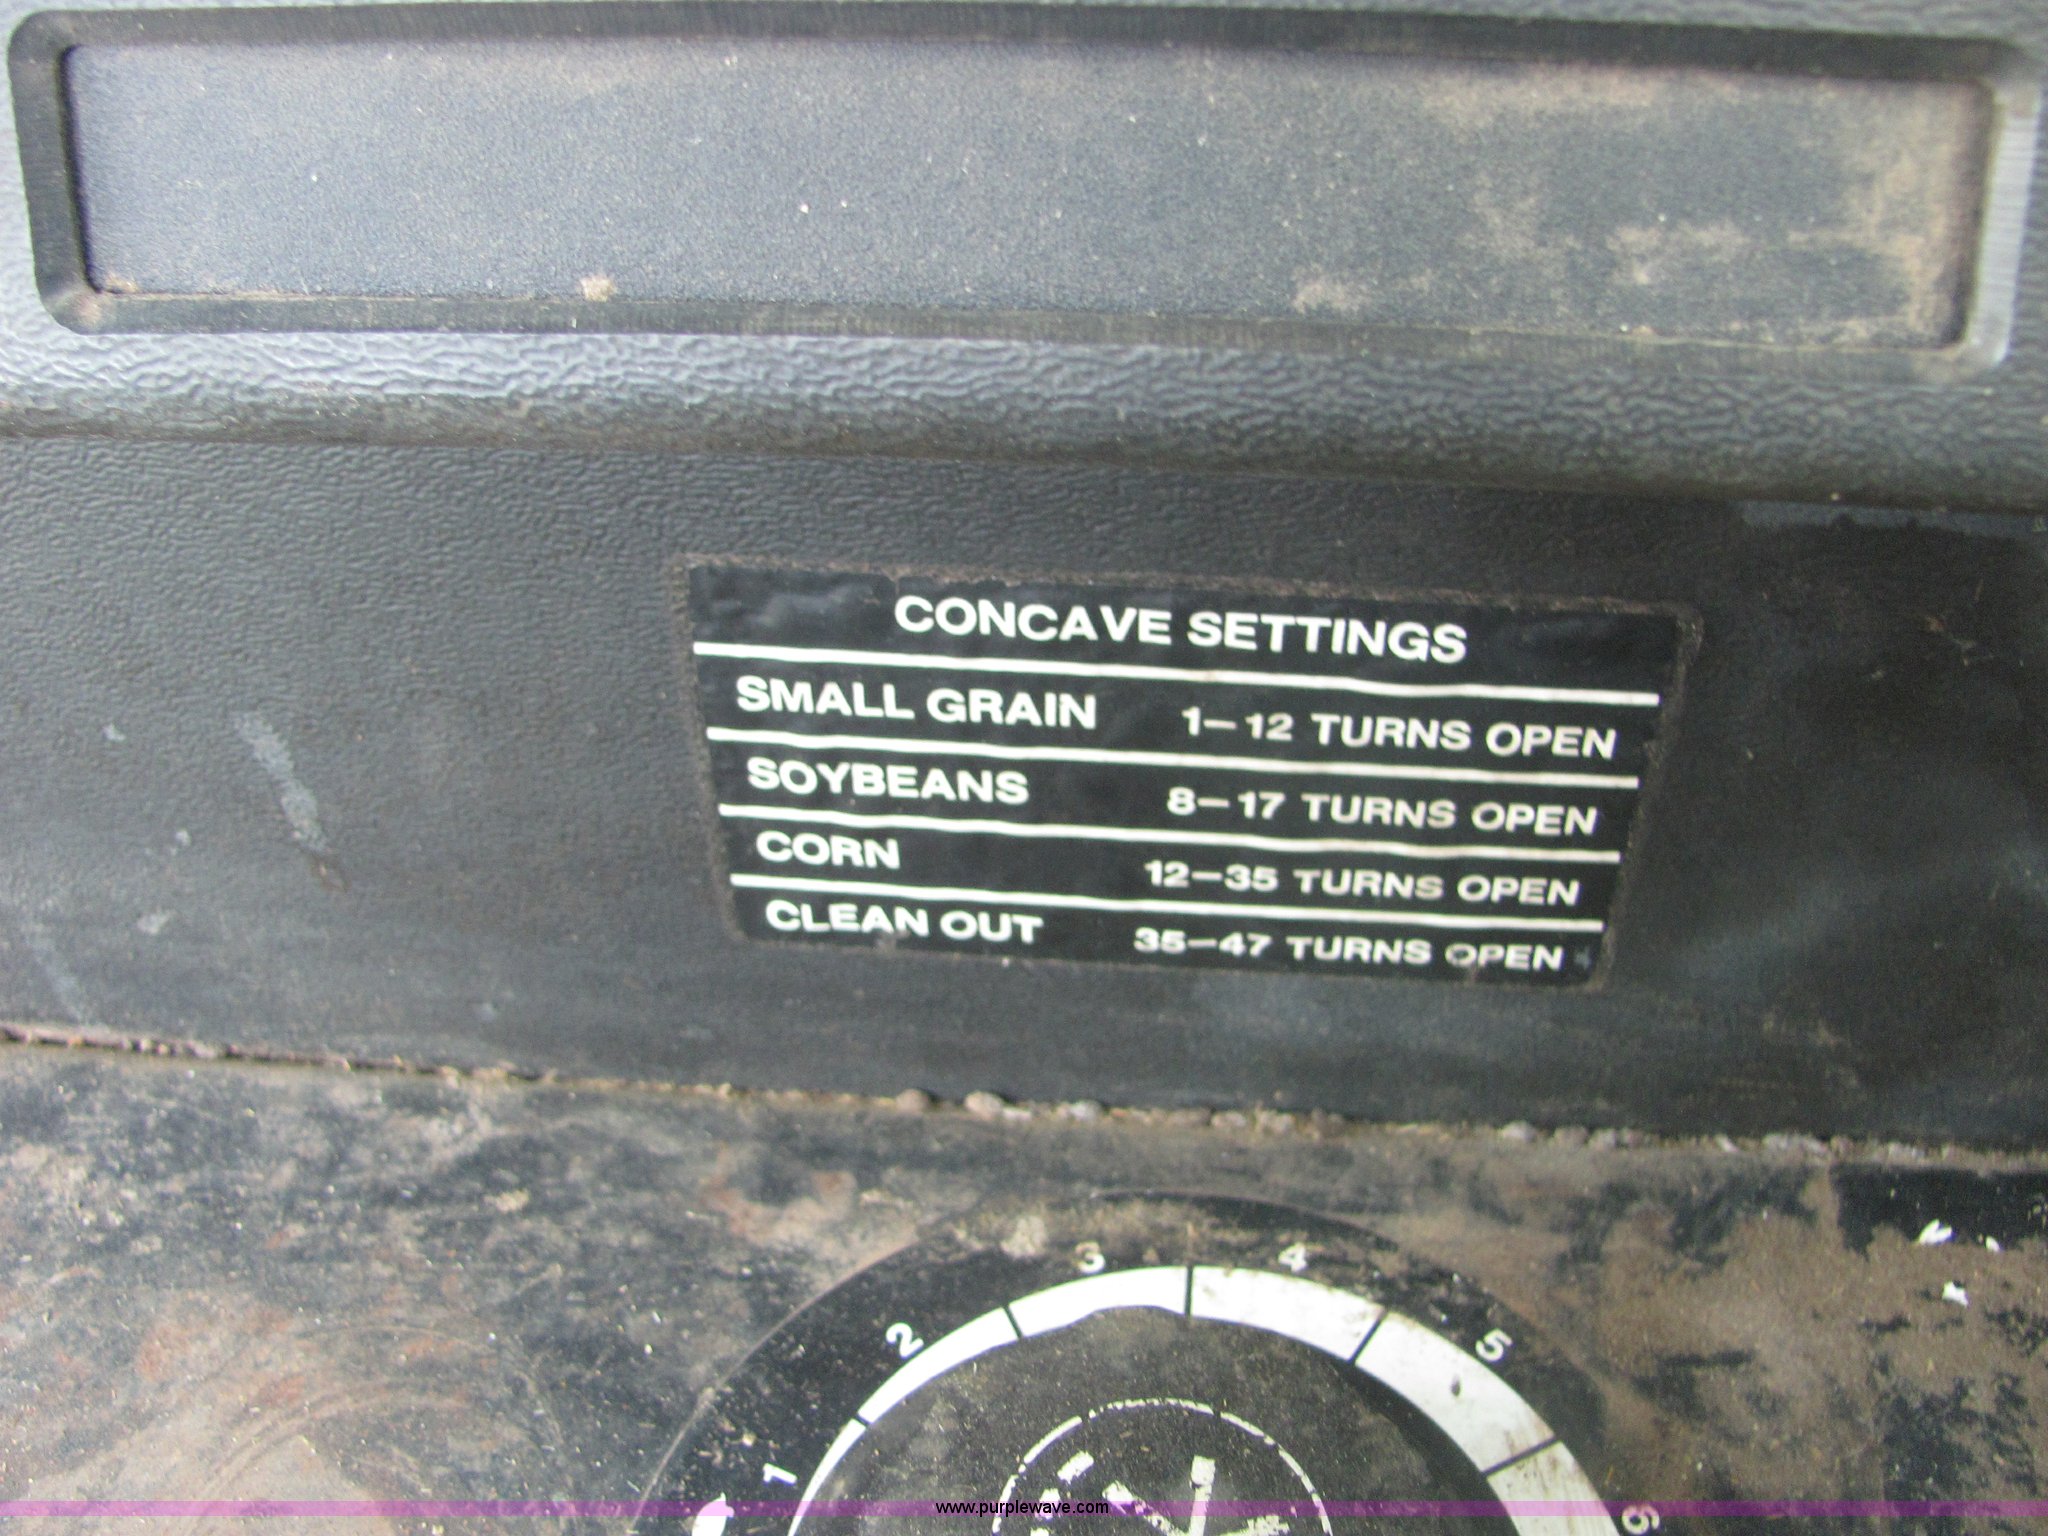 CONCAVE SETTINGS
SMALL GRAIN 1–12 TURNS OPEN
SOYBEANS 8–17 TURNS OPEN
CORN 12–35 TURNS OPEN
CLEAN OUT 35–47 TURNS OPEN
1 2 3 4 5 6
www.purplewave.com